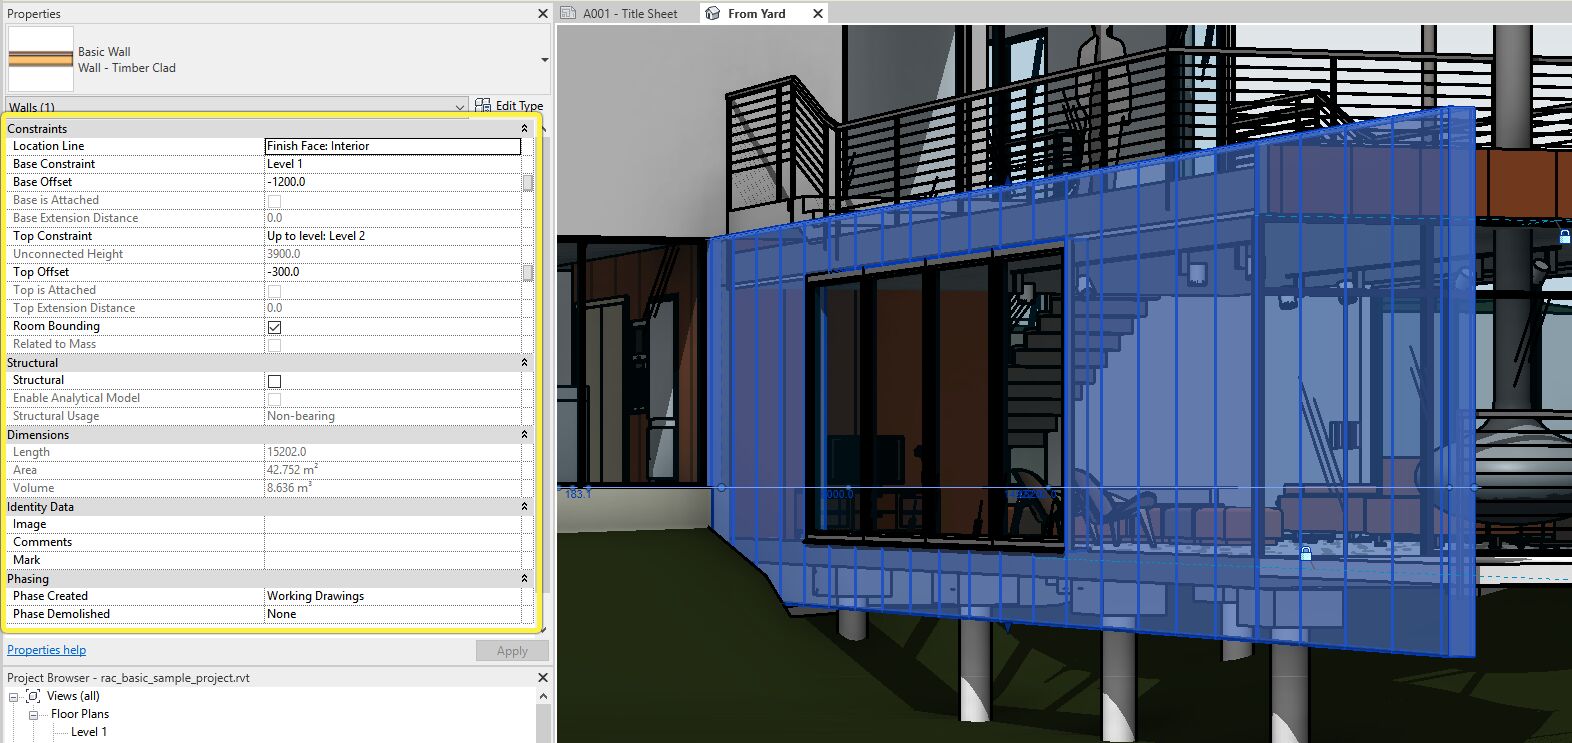 Properties
A001 - Title Sheet
From Yard
Basic Wall
Wall - Timber Clad
Walls (1)
Edit Type
Constraints
Location Line Finish Face: Interior
Base Constraint Level 1
Base Offset -1200.0
Base is Attached
Base Extension Distance 0.0
Top Constraint Up to level: Level 2
Unconnected Height 3900.0
Top Offset -300.0
Top is Attached
Top Extension Distance 0.0
Room Bounding
Related to Mass
Structural
Structural
Enable Analytical Model
Structural Usage Non-bearing
Dimensions
Length 15202.0
Area 42.752 m²
Volume 8.636 m³
Identity Data
Image
Comments
Mark
Phasing
Phase Created Working Drawings
Phase Demolished None
Properties help
Apply
Project Browser - rac_basic_sample_project.rvt
Views (all)
Floor Plans
Level 1
183.1